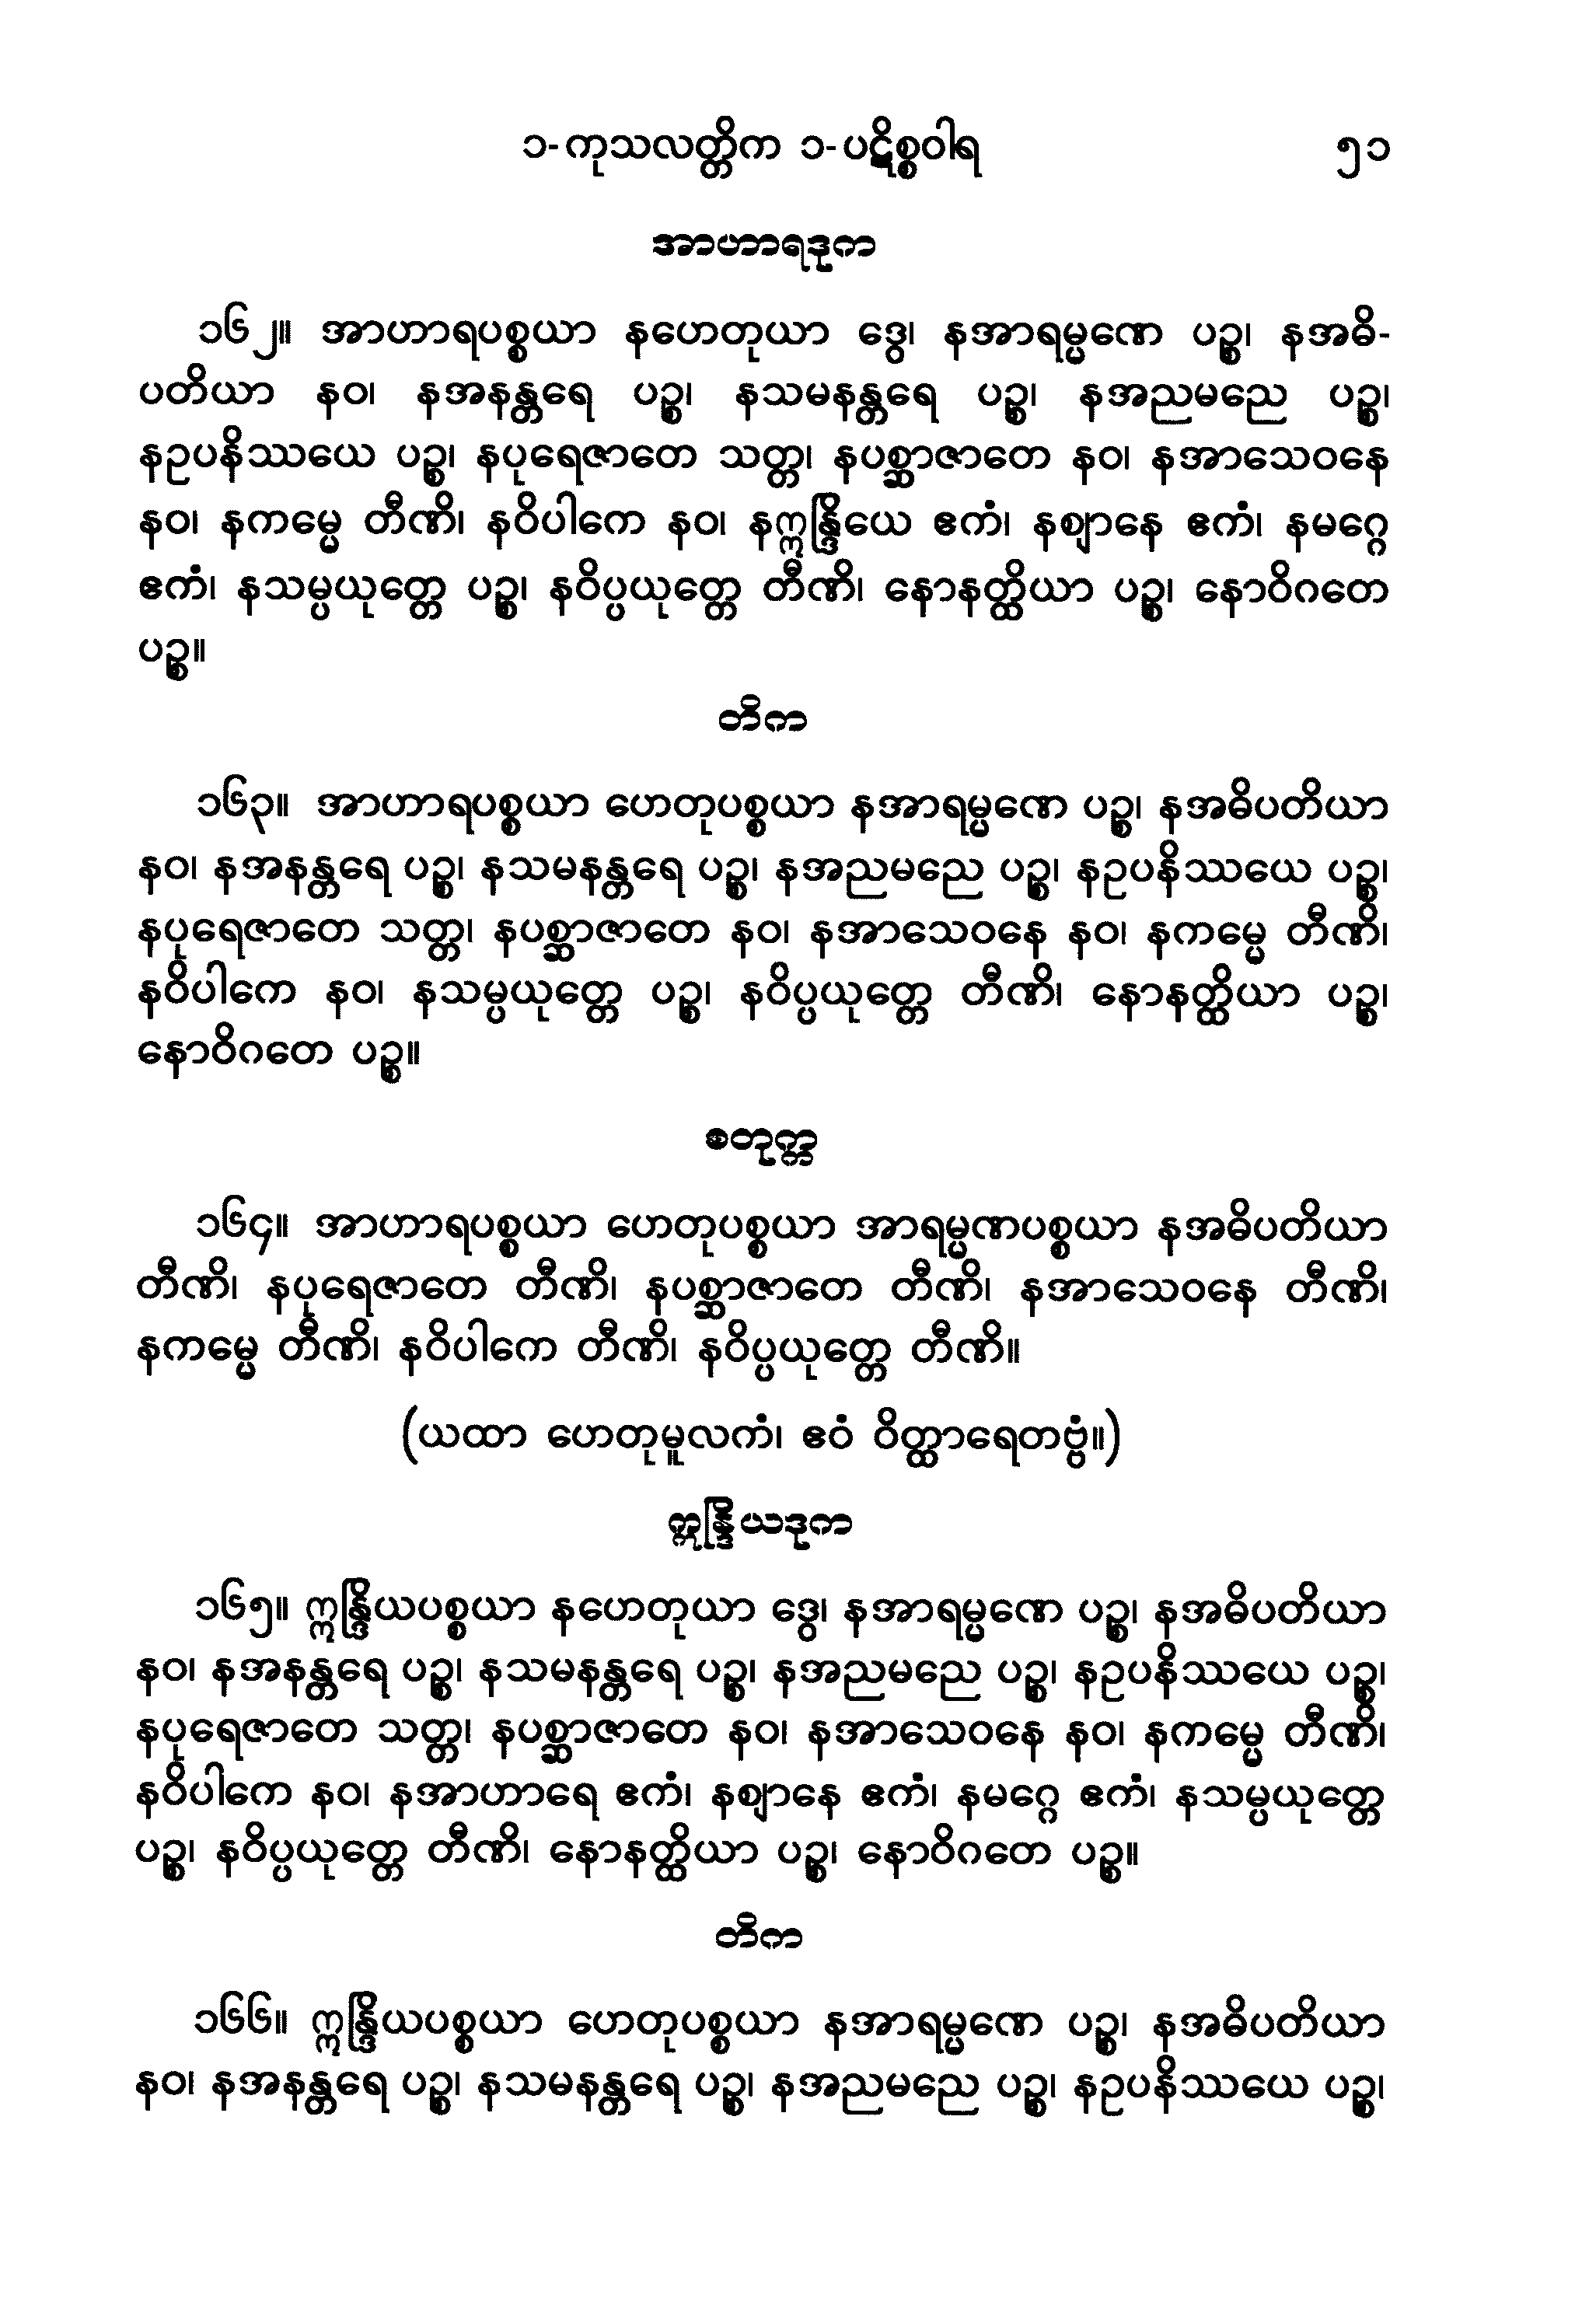 ၁-ကုသလတ္တိက ၁-ပဋိစ္စဝါရ ၅၁
အာဟာရဒုက
၁၆၂။ အာဟာရပစ္စယာ နဟေတုယာ ဒွေ၊ နအာရမ္မဏေ ပဉ္စ၊ နအဓိ-
ပတိယာ နဝ၊ နအနန္တရေ ပဉ္စ၊ နသမနန္တရေ ပဉ္စ၊ နအညမညေ ပဉ္စ၊
နဥပနိဿယေ ပဉ္စ၊ နပုရေဇာတေ သတ္တ၊ နပစ္ဆာဇာတေ နဝ၊ နအာသေဝနေ
နဝ၊ နကမ္မေ တီဏိ၊ နဝိပါကေ နဝ၊ နဣန္ဒြိယေ ဧကံ၊ နဈာနေ ဧကံ၊ နမဂ္ဂေ
ဧကံ၊ နသမ္ပယုတ္တေ ပဉ္စ၊ နဝိပ္ပယုတ္တေ တီဏိ၊ နောနတ္ထိယာ ပဉ္စ၊ နောဝိဂတေ
ပဉ္စ။
တိက
၁၆၃။ အာဟာရပစ္စယာ ဟေတုပစ္စယာ နအာရမ္မဏေ ပဉ္စ၊ နအဓိပတိယာ
နဝ၊ နအနန္တရေ ပဉ္စ၊ နသမနန္တရေ ပဉ္စ၊ နအညမညေ ပဉ္စ၊ နဥပနိဿယေ ပဉ္စ၊
နပုရေဇာတေ သတ္တ၊ နပစ္ဆာဇာတေ နဝ၊ နအာသေဝနေ နဝ၊ နကမ္မေ တီဏိ၊
နဝိပါကေ နဝ၊ နသမ္ပယုတ္တေ ပဉ္စ၊ နဝိပ္ပယုတ္တေ တီဏိ၊ နောနတ္ထိယာ ပဉ္စ၊
နောဝိဂတေ ပဉ္စ။
စတုက္က
၁၆၄။ အာဟာရပစ္စယာ ဟေတုပစ္စယာ အာရမ္မဏပစ္စယာ နအဓိပတိယာ
တီဏိ၊ နပုရေဇာတေ တီဏိ၊ နပစ္ဆာဇာတေ တီဏိ၊ နအာသေဝနေ တီဏိ၊
နကမ္မေ တီဏိ၊ နဝိပါကေ တီဏိ၊ နဝိပ္ပယုတ္တေ တီဏိ။
(ယထာ ဟေတုမူလကံ၊ ဧဝံ ဝိတ္ထာရေတဗ္ဗံ။)
ဣန္ဒြိယဒုက
၁၆၅။ ဣန္ဒြိယပစ္စယာ နဟေတုယာ ဒွေ၊ နအာရမ္မဏေ ပဉ္စ၊ နအဓိပတိယာ
နဝ၊ နအနန္တရေ ပဉ္စ၊ နသမနန္တရေ ပဉ္စ၊ နအညမညေ ပဉ္စ၊ နဥပနိဿယေ ပဉ္စ၊
နပုရေဇာတေ သတ္တ၊ နပစ္ဆာဇာတေ နဝ၊ နအာသေဝနေ နဝ၊ နကမ္မေ တီဏိ၊
နဝိပါကေ နဝ၊ နအာဟာရေ ဧကံ၊ နဈာနေ ဧကံ၊ နမဂ္ဂေ ဧကံ၊ နသမ္ပယုတ္တေ
ပဉ္စ၊ နဝိပ္ပယုတ္တေ တီဏိ၊ နောနတ္ထိယာ ပဉ္စ၊ နောဝိဂတေ ပဉ္စ။
တိက
၁၆၆။ ဣန္ဒြိယပစ္စယာ ဟေတုပစ္စယာ နအာရမ္မဏေ ပဉ္စ၊ နအဓိပတိယာ
နဝ၊ နအနန္တရေ ပဉ္စ၊ နသမနန္တရေ ပဉ္စ၊ နအညမညေ ပဉ္စ၊ နဥပနိဿယေ ပဉ္စ၊